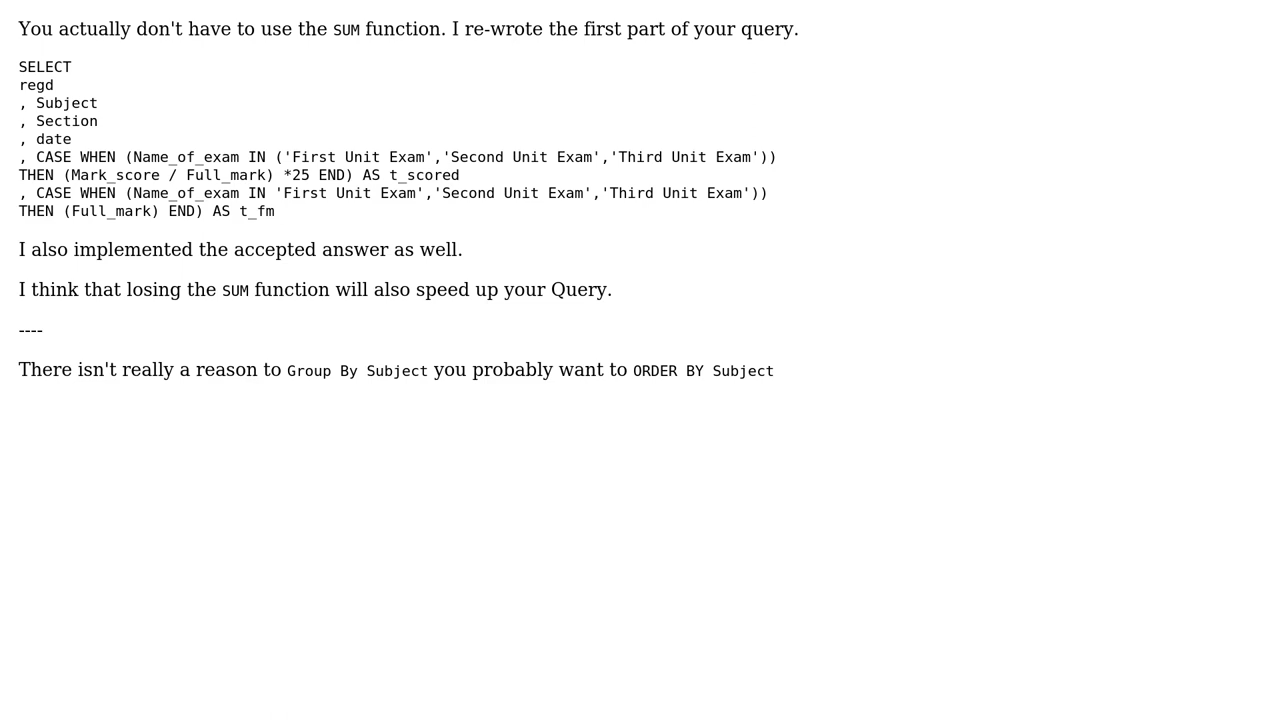 You actually don't have to use the SUM function. I re-wrote the first part of your query.
SELECT
regd
, Subject
, Section
, date
, CASE WHEN (Name_of_exam IN ('First Unit Exam','Second Unit Exam','Third Unit Exam'))
THEN (Mark_score / Full_mark) *25 END) AS t_scored
, CASE WHEN (Name_of_exam IN 'First Unit Exam','Second Unit Exam','Third Unit Exam'))
THEN (Full_mark) END) AS t_fm
I also implemented the accepted answer as well.
I think that losing the SUM function will also speed up your Query.
----
There isn't really a reason to Group By Subject you probably want to ORDER BY Subject